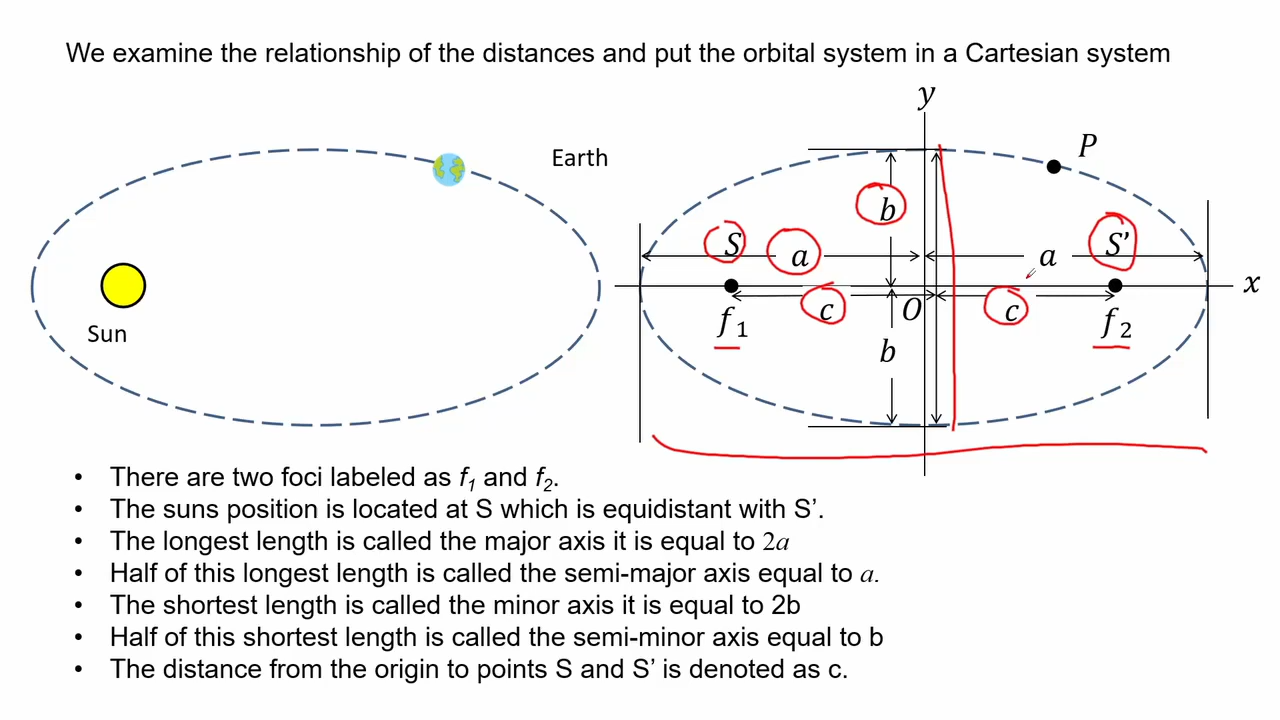 We examine the relationship of the distances and put the orbital system in a Cartesian system
Earth
Sun
y
P
b
S
a
a
S’
x
c
O
c
f 1
f 2
b
• There are two foci labeled as f1 and f2.
• The suns position is located at S which is equidistant with S’.
• The longest length is called the major axis it is equal to 2a
• Half of this longest length is called the semi-major axis equal to a.
• The shortest length is called the minor axis it is equal to 2b
• Half of this shortest length is called the semi-minor axis equal to b
• The distance from the origin to points S and S’ is denoted as c.